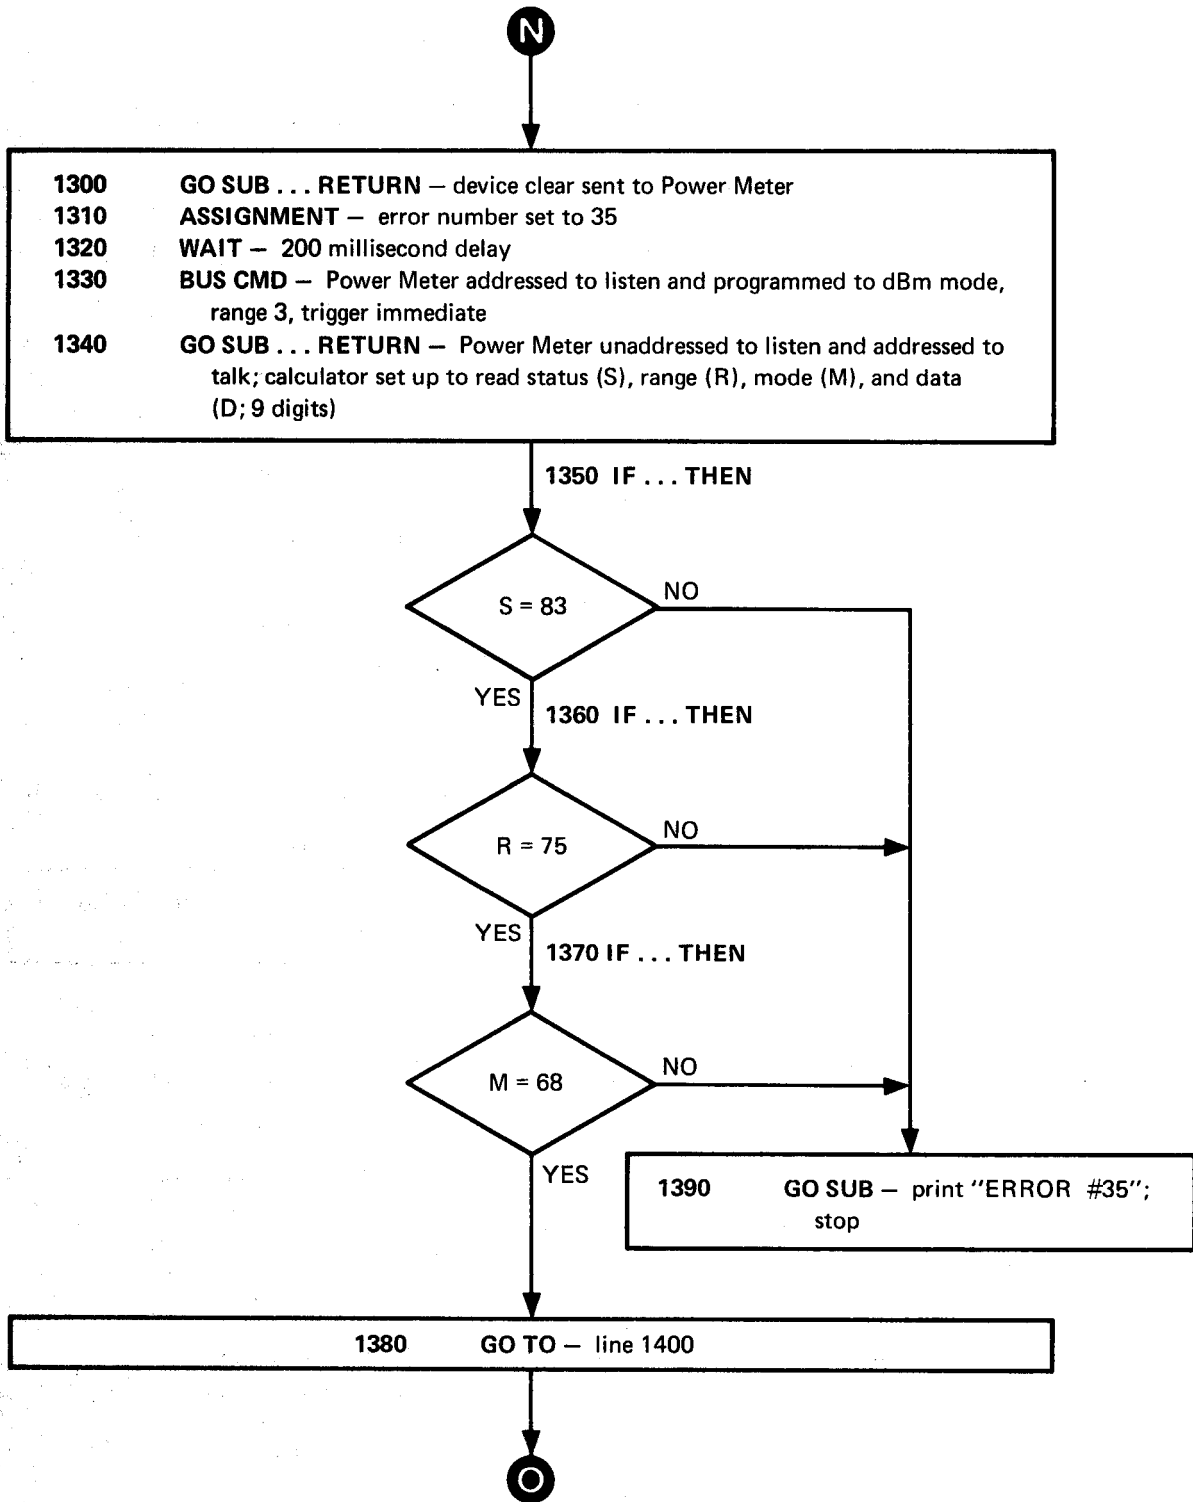 N
1300 GO SUB . . . RETURN — device clear sent to Power Meter
1310 ASSIGNMENT — error number set to 35
1320 WAIT — 200 millisecond delay
1330 BUS CMD — Power Meter addressed to listen and programmed to dBm mode,
range 3, trigger immediate
1340 GO SUB . . . RETURN — Power Meter unaddressed to listen and addressed to
talk; calculator set up to read status (S), range (R), mode (M), and data
(D; 9 digits)
1350 IF . . . THEN
S = 83
NO
YES
1360 IF . . . THEN
R = 75
NO
YES
1370 IF . . . THEN
M = 68
NO
YES
1390 GO SUB — print "ERROR #35";
stop
1380 GO TO — line 1400
O